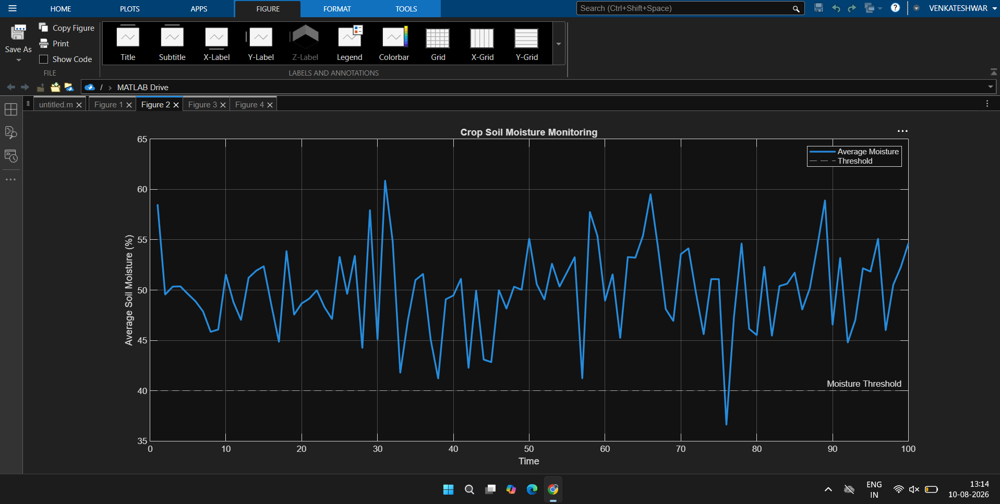 HOME PLOTS APPS FIGURE FORMAT TOOLS Search (Ctrl+Shift+Space) ? VENKATESHWAR
Save As
Copy Figure
Print
Show Code
FILE
Title Subtitle X-Label Y-Label Z-Label Legend Colorbar Grid X-Grid Y-Grid
LABELS AND ANNOTATIONS
/ › MATLAB Drive
untitled.m Figure 1 Figure 2 Figure 3 Figure 4
Crop Soil Moisture Monitoring
Average Moisture
Threshold
Average Soil Moisture (%)
65
60
55
50
45
40
35
Moisture Threshold
0 10 20 30 40 50 60 70 80 90 100
Time
ENG
IN
13:14
10-08-2026